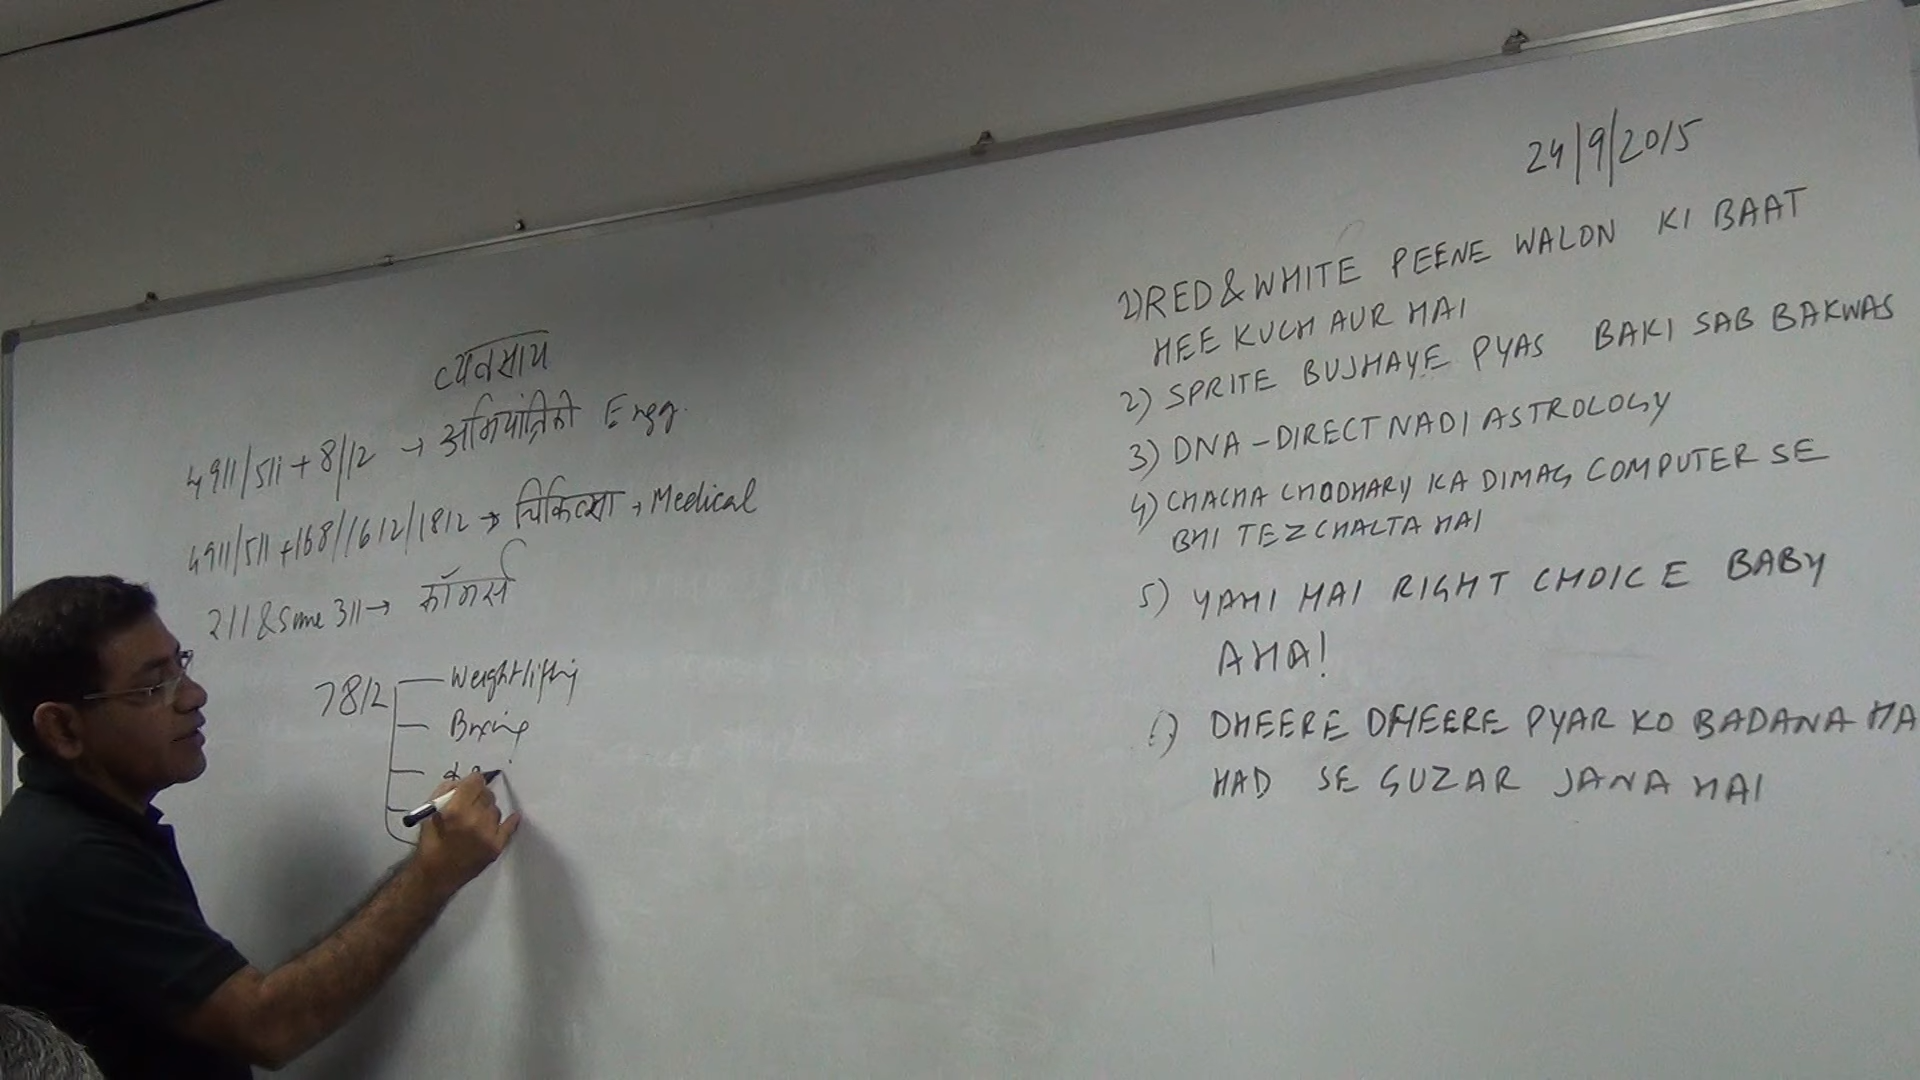 व्यवसाय
4911/511+8/12 → अभियांत्रिकी Engg.
4911/511+168/1612/1812 → चिकित्सा → Medical
211 & Same 311 → कॉमर्स
7812
Weightlifting
Boxing
24/9/2015
1) RED & WHITE PEENE WALON KI BAAT
HEE KUCH AUR HAI
2) SPRITE BUJHAYE PYAS BAKI SAB BAKWAS
3) DNA - DIRECT NADI ASTROLOGY
4) CHACHA CHODHARY KA DIMAG COMPUTER SE
BHI TEZ CHALTA HAI
5) YAHI HAI RIGHT CHOICE BABY
AHA!
6) DHEERE DHEERE PYAR KO BADANA HA
HAD SE GUZAR JANA HAI